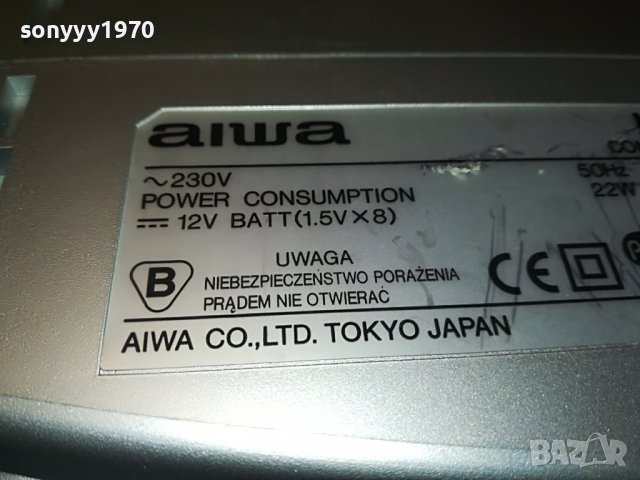 sonyyy1970
aiwa
~230V 50Hz
POWER CONSUMPTION 22W
12V BATT(1.5V×8)
UWAGA
B NIEBEZPIECZEŃSTWO PORAŻENIA
PRĄDEM NIE OTWIERAĆ
CE
AIWA CO.,LTD. TOKYO JAPAN
BAZAR